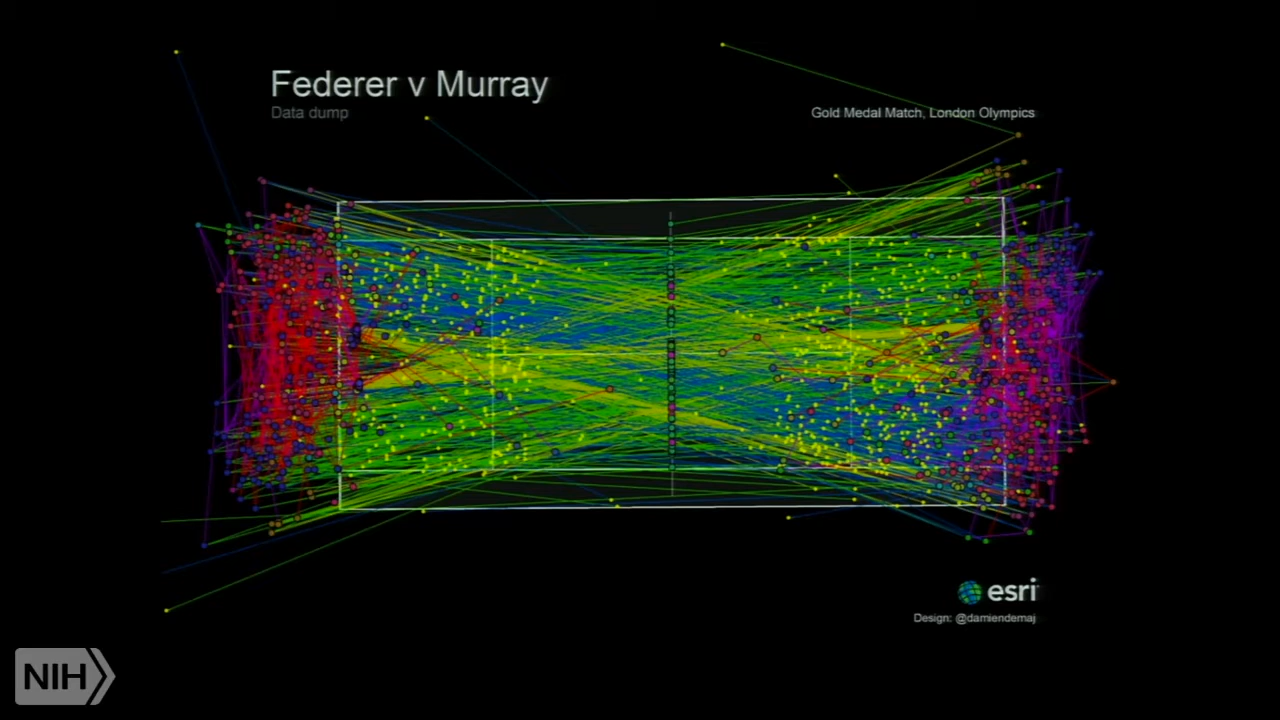 Federer v Murray
Data dump
Gold Medal Match, London Olympics
esri
Design: @damiendemaj
NIH